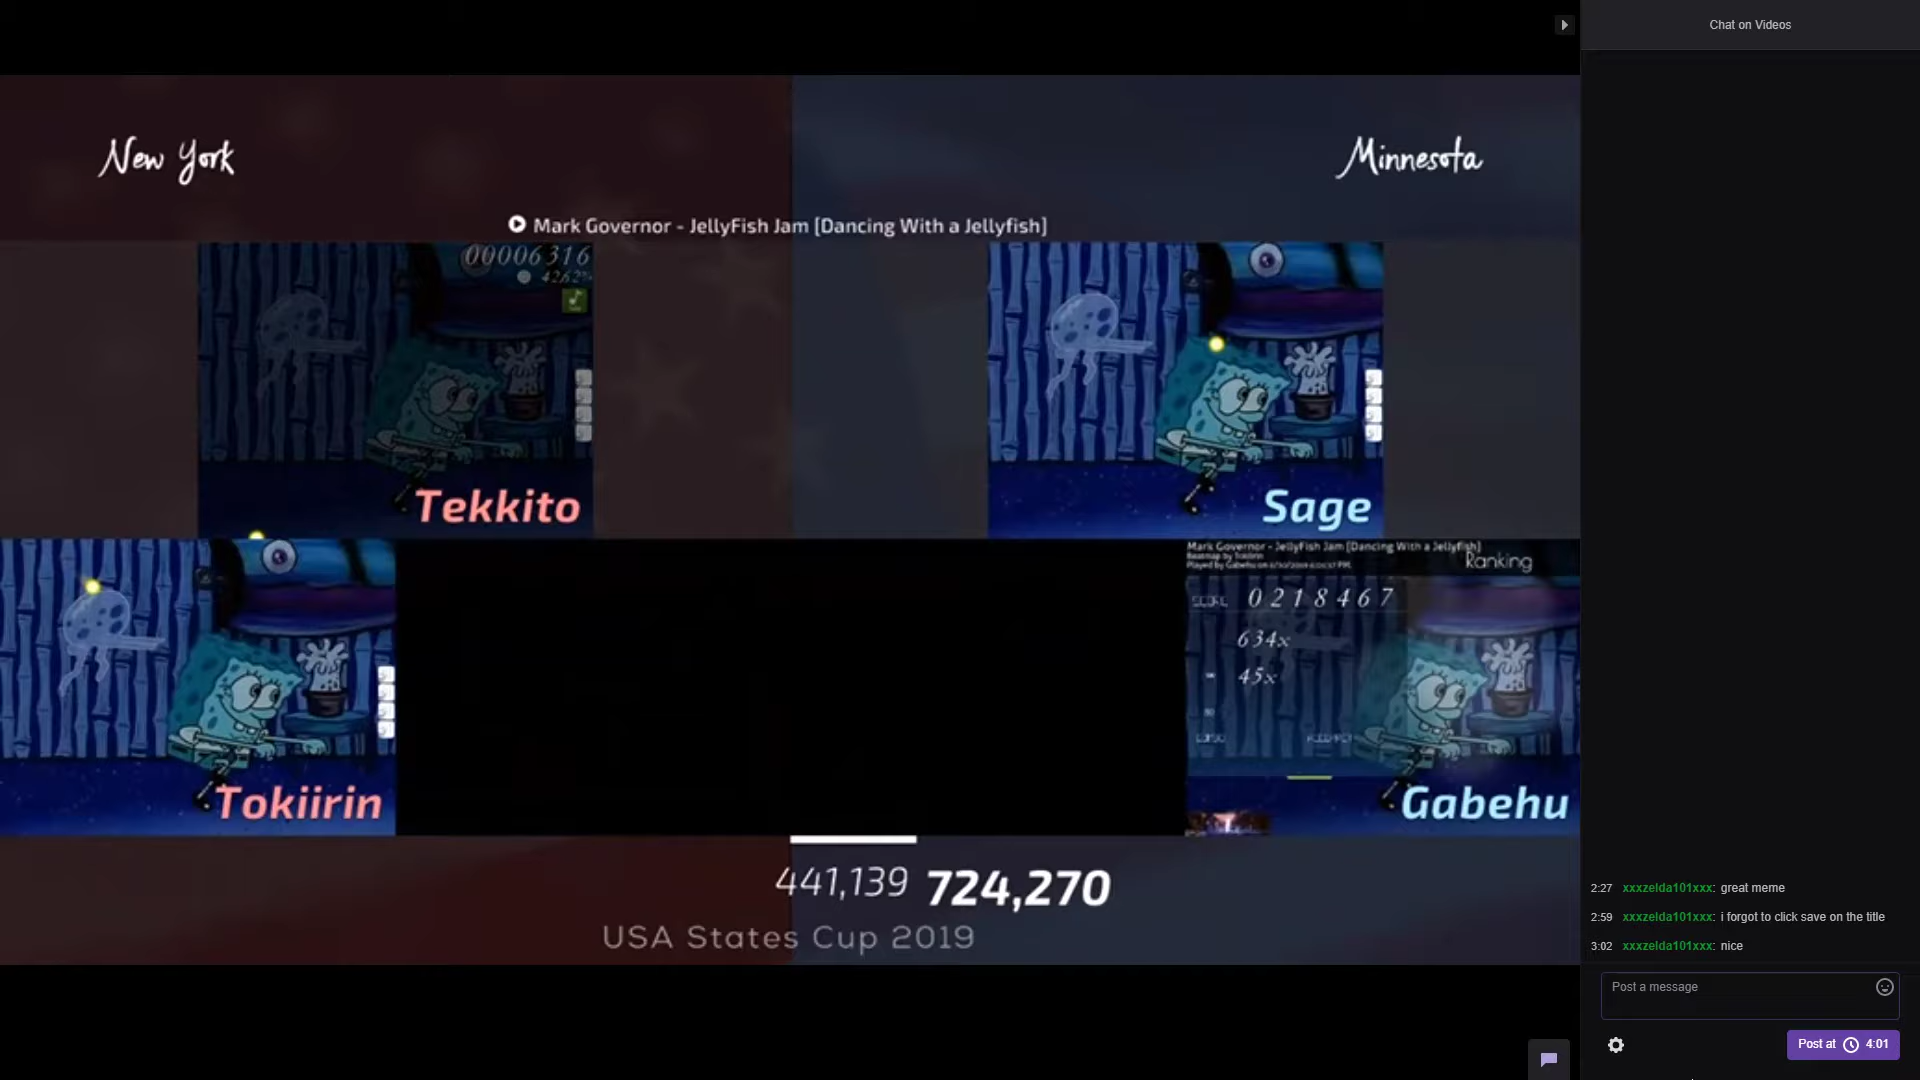 Chat on Videos
New York
Minnesota
Mark Governor - JellyFish Jam [Dancing With a Jellyfish]
00006316
Tekkito
Sage
Mark Governor - JellyFish Jam [Dancing With a Jellyfish]
Ranking
0218467
634x
45x
Tokiirin
Gabehu
441,139 724,270
USA States Cup 2019
2:27 xxxzelda101xxx: great meme
2:59 xxxzelda101xxx: i forgot to click save on the title
3:02 xxxzelda101xxx: nice
Post a message
Post at 4:01